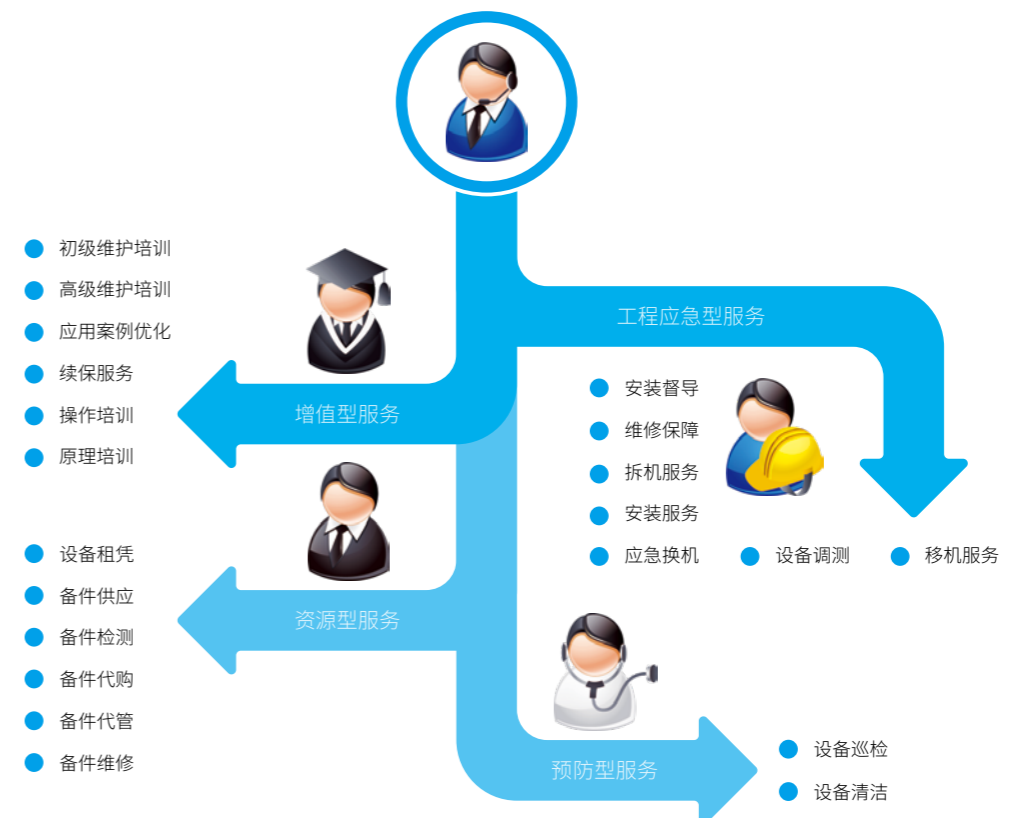 工程应急型服务
安装督导
维修保障
拆机服务
安装服务
应急换机
设备调测
移机服务
初级维护培训
高级维护培训
应用案例优化
续保服务
操作培训
原理培训
增值型服务
设备租凭
备件供应
备件检测
备件代购
备件代管
备件维修
资源型服务
预防型服务
设备巡检
设备清洁